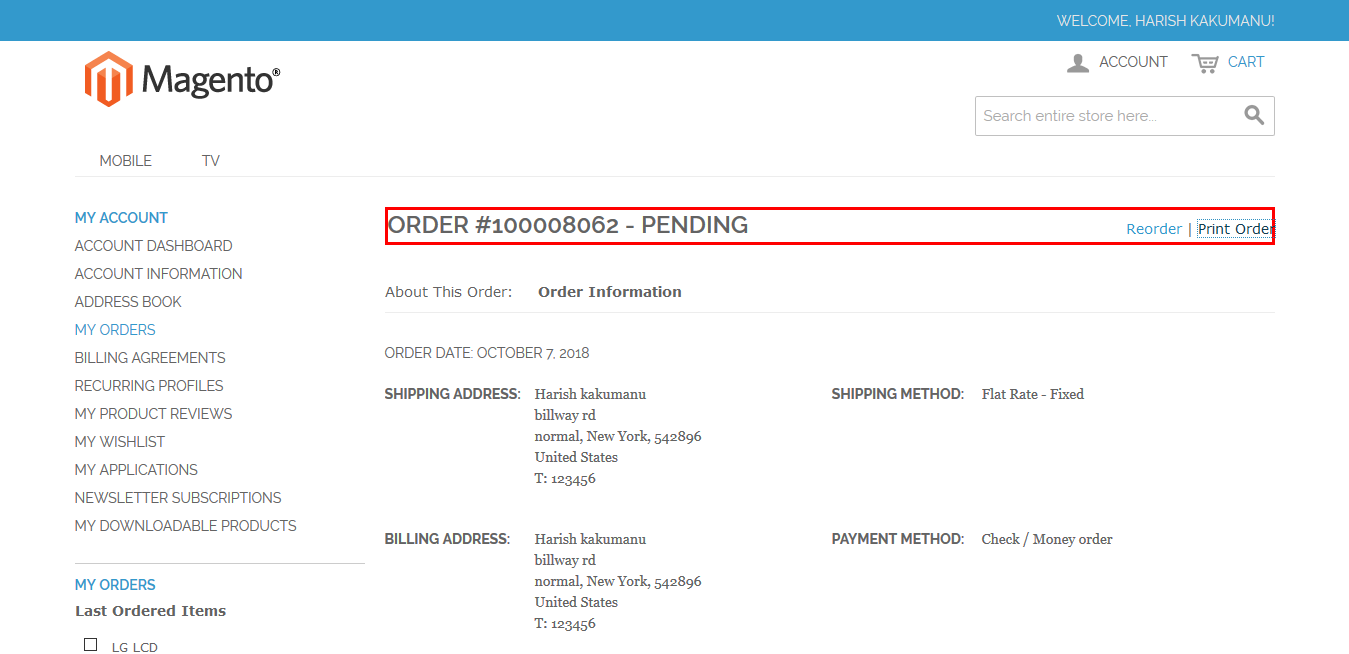 WELCOME, HARISH KAKUMANU!
Magento®
ACCOUNT
CART
Search entire store here...
MOBILE
TV
MY ACCOUNT
ACCOUNT DASHBOARD
ACCOUNT INFORMATION
ADDRESS BOOK
MY ORDERS
BILLING AGREEMENTS
RECURRING PROFILES
MY PRODUCT REVIEWS
MY WISHLIST
MY APPLICATIONS
NEWSLETTER SUBSCRIPTIONS
MY DOWNLOADABLE PRODUCTS
MY ORDERS
Last Ordered Items
LG LCD
ORDER #100008062 - PENDING
Reorder | Print Order
About This Order: Order Information
ORDER DATE: OCTOBER 7, 2018
SHIPPING ADDRESS:
Harish kakumanu
billway rd
normal, New York, 542896
United States
T: 123456
SHIPPING METHOD: Flat Rate - Fixed
BILLING ADDRESS:
Harish kakumanu
billway rd
normal, New York, 542896
United States
T: 123456
PAYMENT METHOD: Check / Money order